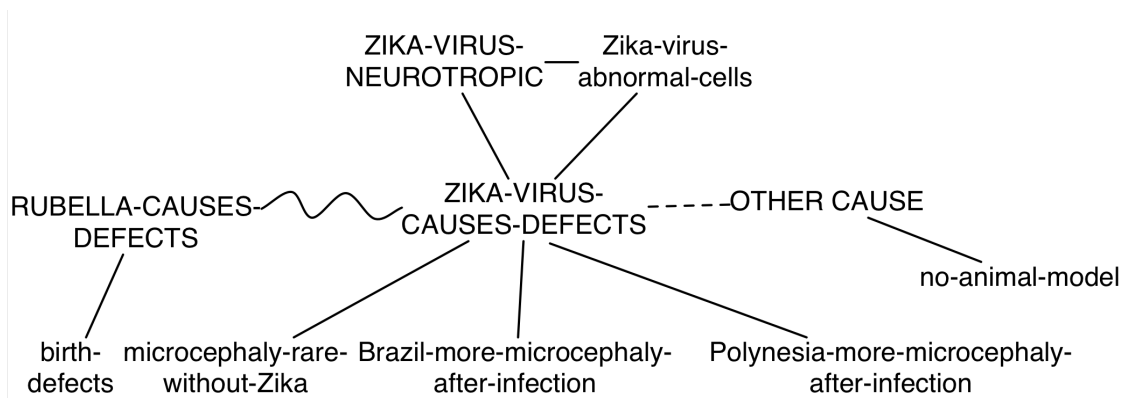 ZIKA-VIRUS-
NEUROTROPIC
Zika-virus-
abnormal-cells
RUBELLA-CAUSES-
DEFECTS
ZIKA-VIRUS-
CAUSES-DEFECTS
OTHER CAUSE
no-animal-model
birth-
defects
microcephaly-rare-
without-Zika
Brazil-more-microcephaly-
after-infection
Polynesia-more-microcephaly-
after-infection